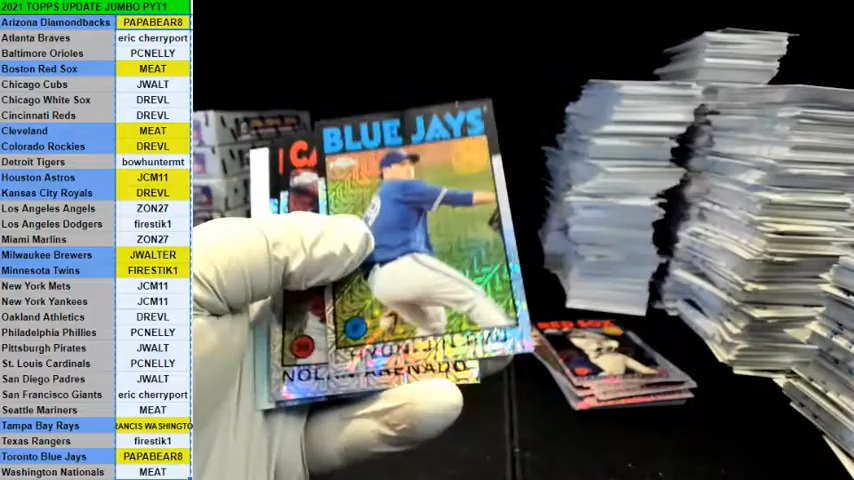 2021 TOPPS UPDATE JUMBO PYT1
Arizona Diamondbacks PAPABEAR8
Atlanta Braves eric cherryport
Baltimore Orioles PCNELLY
Boston Red Sox MEAT
Chicago Cubs JWALT
Chicago White Sox DREVL
Cincinnati Reds DREVL
Cleveland MEAT
Colorado Rockies DREVL
Detroit Tigers bowhuntermt
Houston Astros JCM11
Kansas City Royals DREVL
Los Angeles Angels ZON27
Los Angeles Dodgers firestik1
Miami Marlins ZON27
Milwaukee Brewers JWALTER
Minnesota Twins FIRESTIK1
New York Mets JCM11
New York Yankees JCM11
Oakland Athletics DREVL
Philadelphia Phillies PCNELLY
Pittsburgh Pirates JWALT
St. Louis Cardinals PCNELLY
San Diego Padres JWALT
San Francisco Giants eric cherryport
Seattle Mariners MEAT
Tampa Bay Rays RANCIS WASHINGTO
Texas Rangers firestik1
Toronto Blue Jays PAPABEAR8
Washington Nationals MEAT
BLUE JAYS
CA
RED SOX